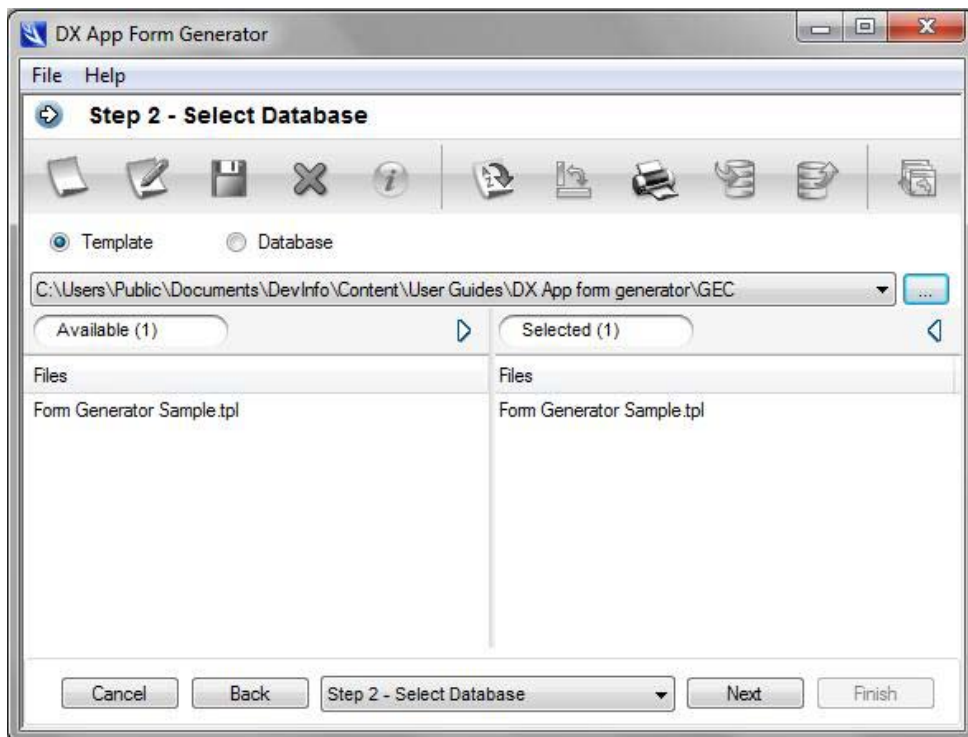 DX App Form Generator
File Help
Step 2 - Select Database
Template Database
C:\Users\Public\Documents\DevInfo\Content\User Guides\DX App form generator\GEC ...
Available (1) Selected (1)
Files Files
Form Generator Sample.tpl Form Generator Sample.tpl
Cancel Back Step 2 - Select Database Next Finish